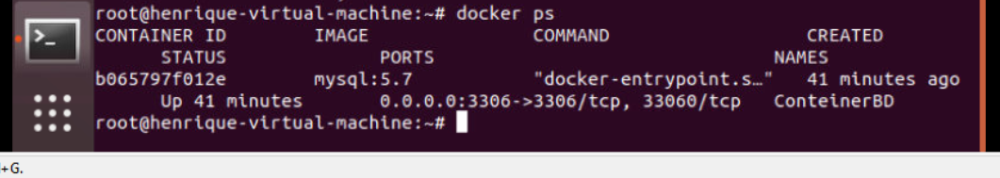 root@henrique-virtual-machine:~# docker ps
CONTAINER ID IMAGE COMMAND CREATED
STATUS PORTS NAMES
b065797f012e mysql:5.7 "docker-entrypoint.s…" 41 minutes ago
Up 41 minutes 0.0.0.0:3306->3306/tcp, 33060/tcp ConteinerBD
root@henrique-virtual-machine:~#
+G.